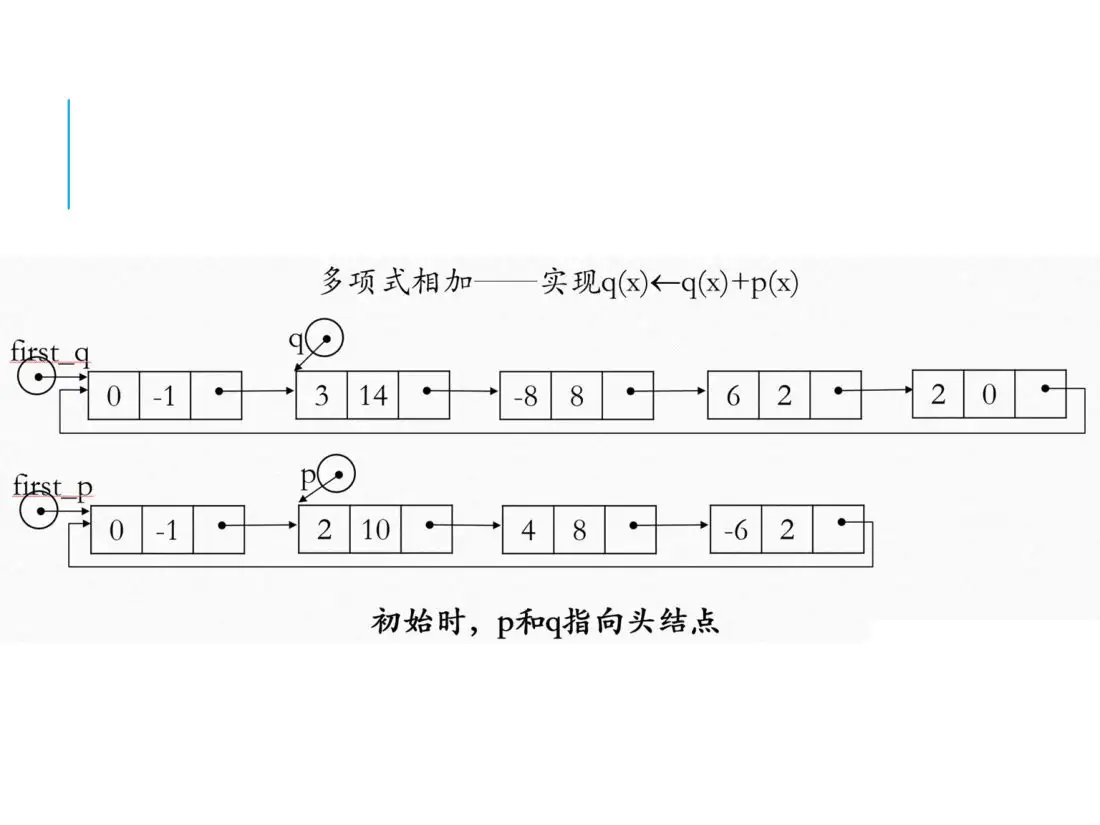 多项式相加——实现q(x)←q(x)+p(x)
first_q
q
0 -1 3 14 -8 8 6 2 2 0
first_p
p
0 -1 2 10 4 8 -6 2
初始时，p和q指向头结点